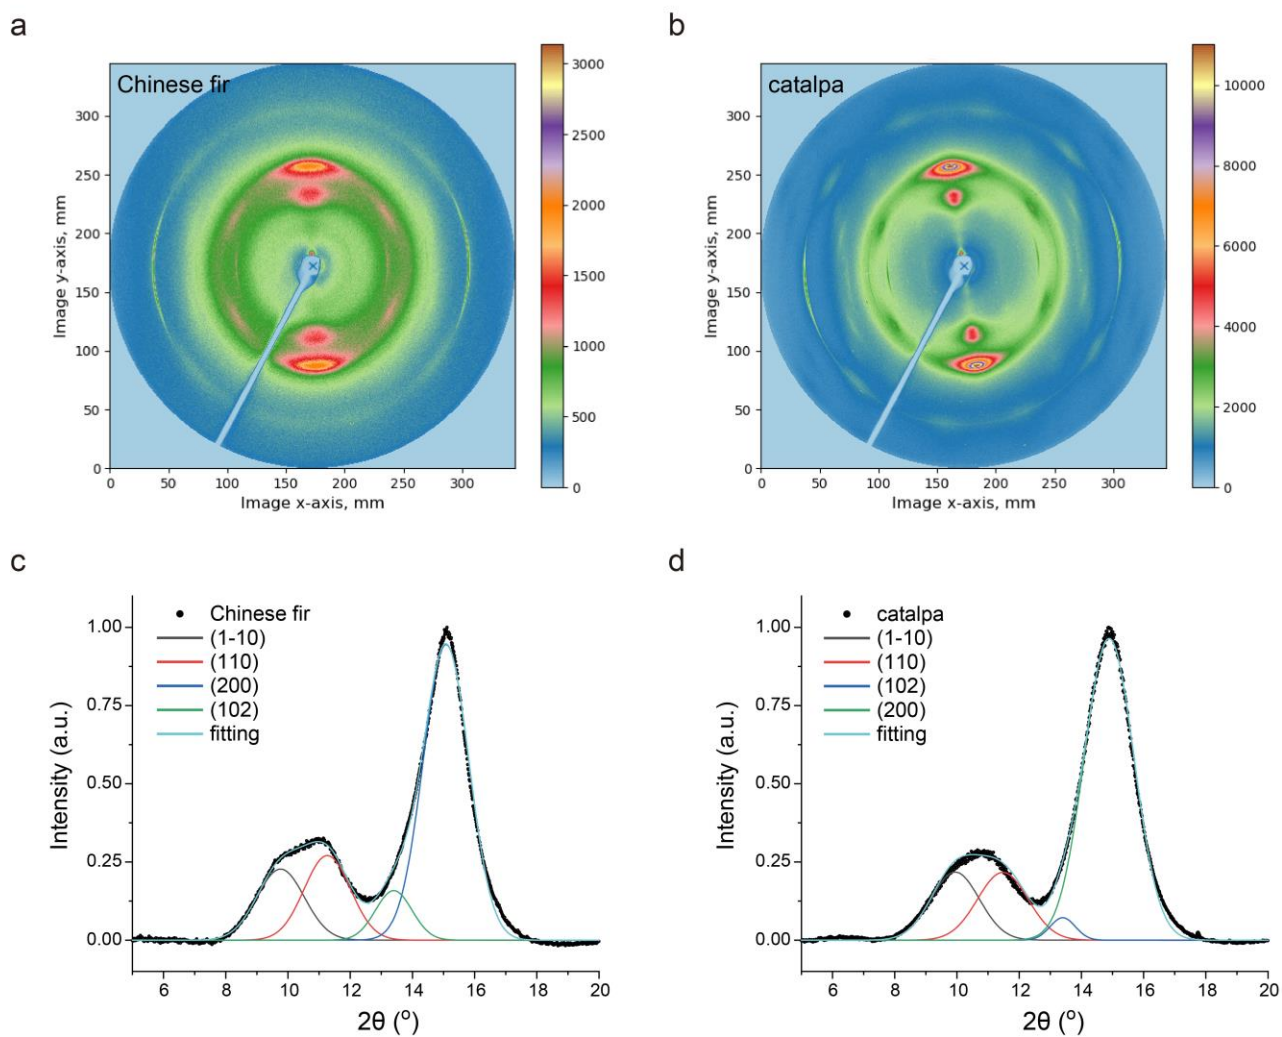 a
Chinese fir
300
250
200
150
100
50
0
0 50 100 150 200 250 300
Image y-axis, mm
Image x-axis, mm
3000
2500
2000
1500
1000
500
0
b
catalpa
300
250
200
150
100
50
0
0 50 100 150 200 250 300
Image y-axis, mm
Image x-axis, mm
10000
8000
6000
4000
2000
0
c
Chinese fir
(1-10)
(110)
(200)
(102)
fitting
1.00
0.75
0.50
0.25
0.00
Intensity (a.u.)
6 8 10 12 14 16 18 20
2θ (º)
d
catalpa
(1-10)
(110)
(102)
(200)
fitting
1.00
0.75
0.50
0.25
0.00
Intensity (a.u.)
6 8 10 12 14 16 18 20
2θ (º)